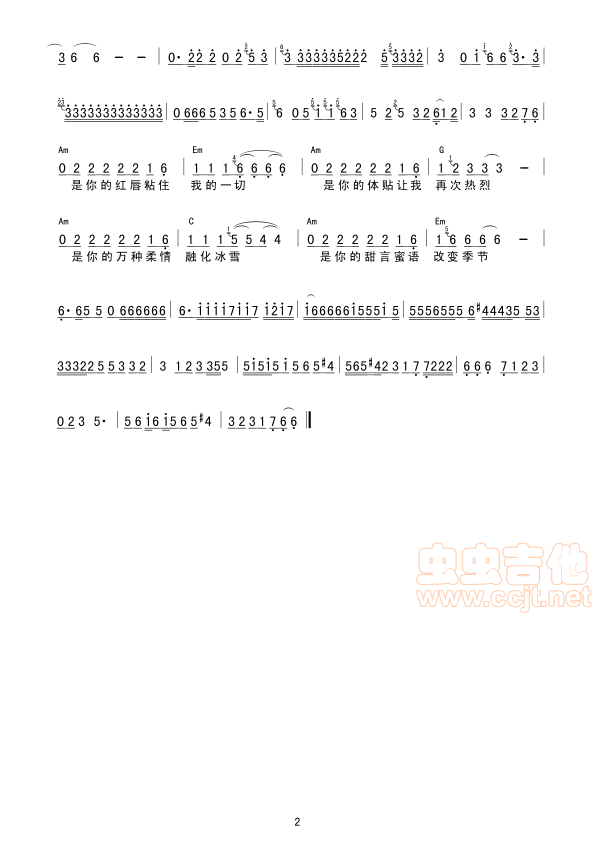 3 6 6 — — | 0· 2 2 2 0 2 5 3 | 3 3 3 3 3 3 3 5 2 2 2 5 3 3 3 2 | 3 0 1 6 6 3· 3 |
3 3 3 3 3 3 3 3 3 3 3 3 3 | 0 6 6 6 5 3 5 6· 5 | 6 0 5 1 1 6 3 | 5 2 5 3 2 6 1 2 | 3 3 3 2 7 6 |
Am Em Am G
0 2 2 2 2 2 1 6 | 1 1 1 6 6 6 6 | 0 2 2 2 2 2 1 6 | 1 2 3 3 3 — |
是你的红唇粘住 我的一切 是你的体贴让我 再次热烈
Am C Am Em
0 2 2 2 2 2 1 6 | 1 1 1 5 5 4 4 | 0 2 2 2 2 2 1 6 | 1 6 6 6 6 — |
是你的万种柔情 融化冰雪 是你的甜言蜜语 改变季节
6· 6 5 5 0 6 6 6 6 6 6 | 6· 1 1 1 1 7 1 1 7 1 2 1 7 | 1 6 6 6 6 6 1 5 5 5 1 5 | 5 5 5 6 5 5 5 6 #4 4 4 4 3 5 5 3
3 3 3 2 2 5 5 3 3 2 | 3 1 2 3 3 5 5 | 5 1 5 1 5 1 5 6 5 #4 | 5 6 5 #4 2 3 1 7 7 2 2 2 | 6 6 6 7 1 2 3 |
0 2 3 5· | 5 6 1 6 1 5 6 5 #4 | 3 2 3 1 7 6 6 ‖
虫虫吉他
www.ccjt.net
2